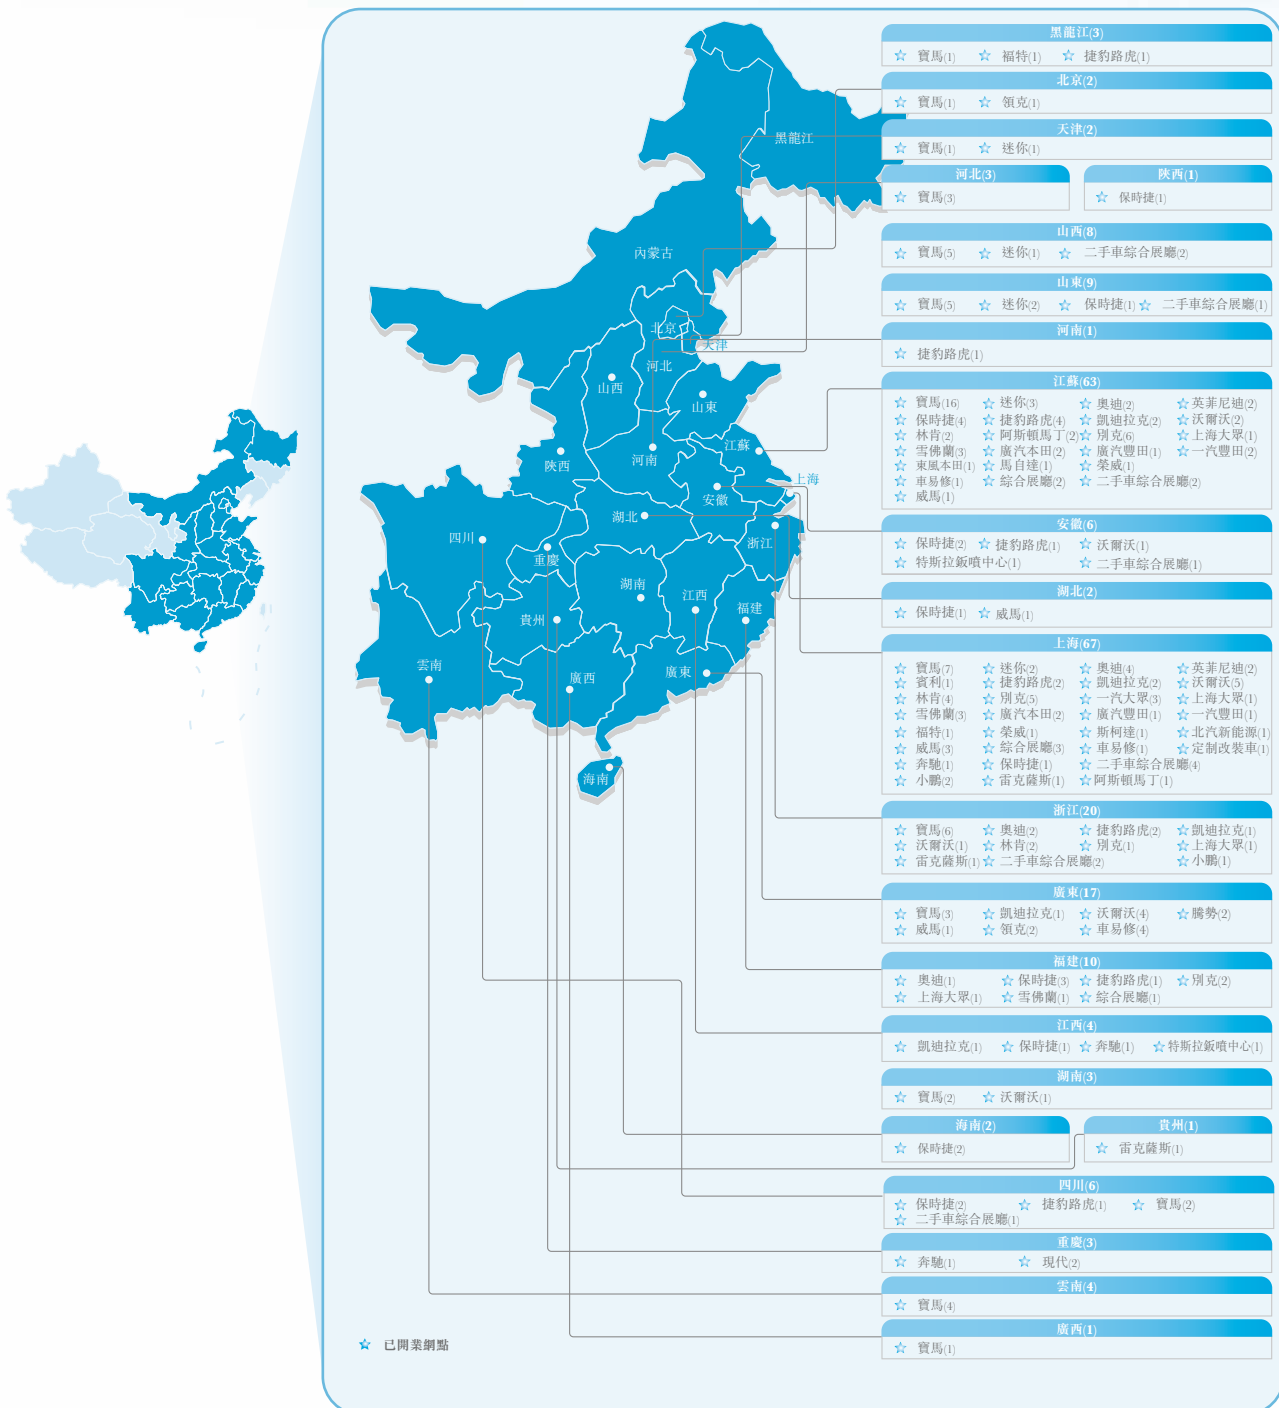 黑龍江(3)
寶馬(1) 福特(1) 捷豹路虎(1)
北京(2)
寶馬(1) 領克(1)
天津(2)
寶馬(1) 迷你(1)
河北(3)
寶馬(3)
陝西(1)
保時捷(1)
山西(8)
寶馬(5) 迷你(1) 二手車綜合展廳(2)
山東(9)
寶馬(5) 迷你(2) 保時捷(1) 二手車綜合展廳(1)
河南(1)
捷豹路虎(1)
江蘇(63)
寶馬(16) 迷你(3) 奧迪(2) 英菲尼迪(2)
保時捷(4) 捷豹路虎(4) 凱迪拉克(2) 沃爾沃(2)
林肯(2) 阿斯頓馬丁(2) 別克(6) 上海大眾(1)
雪佛蘭(3) 廣汽本田(2) 廣汽豐田(1) 一汽豐田(2)
東風本田(1) 馬自達(1) 榮威(1)
車易修(1) 綜合展廳(2) 二手車綜合展廳(2)
威馬(1)
安徽(6)
保時捷(2) 捷豹路虎(1) 沃爾沃(1)
特斯拉鈑噴中心(1) 二手車綜合展廳(1)
湖北(2)
保時捷(1) 威馬(1)
上海(67)
寶馬(7) 迷你(2) 奧迪(4) 英菲尼迪(2)
賓利(1) 捷豹路虎(2) 凱迪拉克(2) 沃爾沃(5)
林肯(4) 別克(5) 一汽大眾(3) 上海大眾(1)
雪佛蘭(3) 廣汽本田(2) 廣汽豐田(1) 一汽豐田(1)
福特(1) 榮威(1) 斯柯達(1) 北汽新能源(1)
威馬(3) 綜合展廳(3) 車易修(1) 定制改裝車(1)
奔馳(1) 保時捷(1) 二手車綜合展廳(4)
小鵬(2) 雷克薩斯(1) 阿斯頓馬丁(1)
浙江(20)
寶馬(6) 奧迪(2) 捷豹路虎(2) 凱迪拉克(1)
沃爾沃(1) 林肯(2) 別克(1) 上海大眾(1)
雷克薩斯(1) 二手車綜合展廳(2) 小鵬(1)
廣東(17)
寶馬(3) 凱迪拉克(1) 沃爾沃(4) 騰勢(2)
威馬(1) 領克(2) 車易修(4)
福建(10)
奧迪(1) 保時捷(3) 捷豹路虎(1) 別克(2)
上海大眾(1) 雪佛蘭(1) 綜合展廳(1)
江西(4)
凱迪拉克(1) 保時捷(1) 奔馳(1) 特斯拉鈑噴中心(1)
湖南(3)
寶馬(2) 沃爾沃(1)
海南(2)
保時捷(2)
貴州(1)
雷克薩斯(1)
四川(6)
保時捷(2) 捷豹路虎(1) 寶馬(2)
二手車綜合展廳(1)
重慶(3)
奔馳(1) 現代(2)
雲南(4)
寶馬(4)
廣西(1)
寶馬(1)
黑龍江
內蒙古
北京
天津
河北
山西
山東
江蘇
陝西
河南
上海
安徽
湖北
四川
浙江
重慶
湖南
江西
福建
貴州
雲南
廣東
廣西
海南
已開業網點